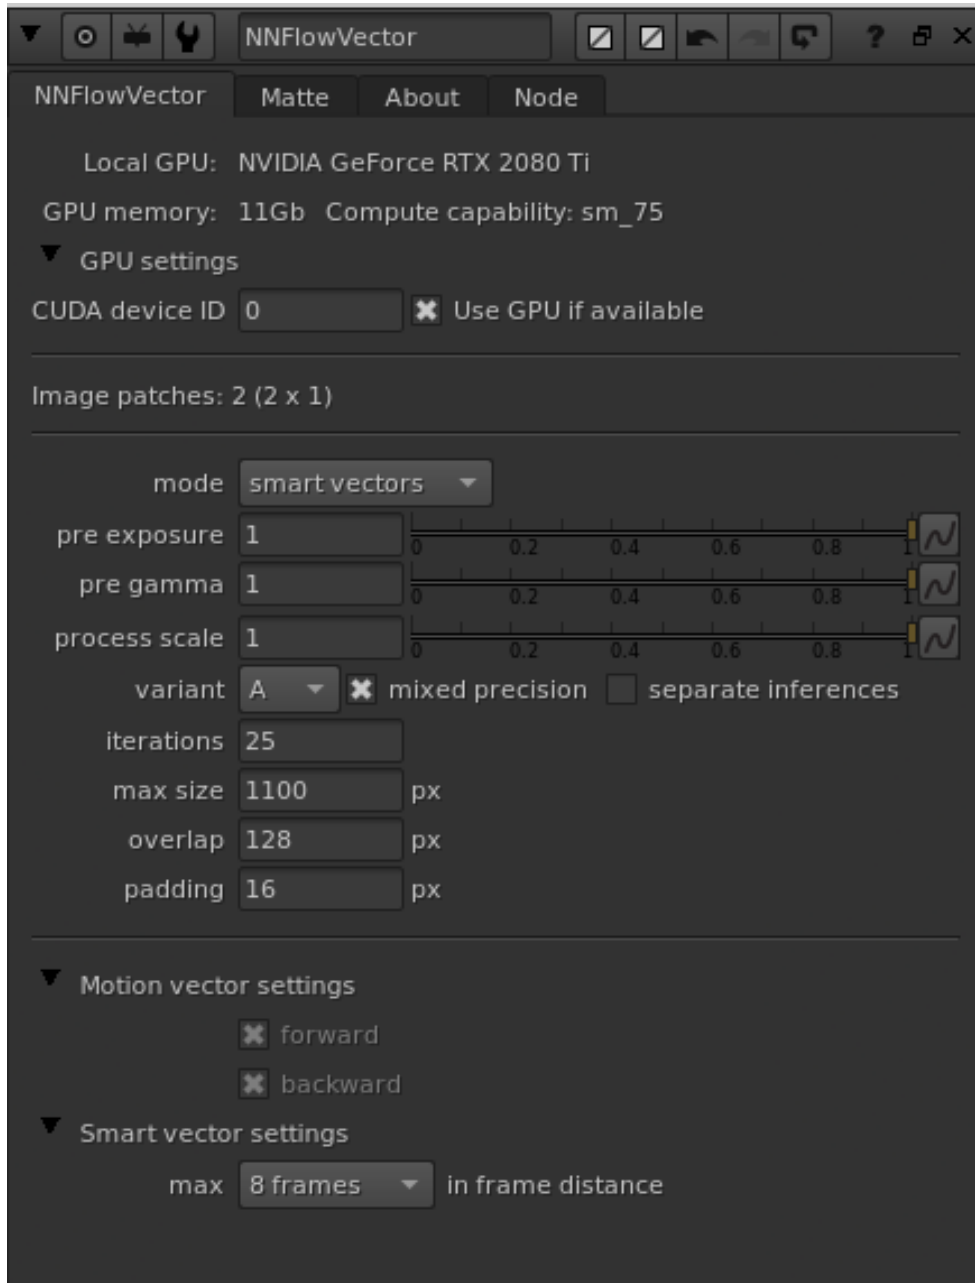 NNFlowVector ?
NNFlowVector Matte About Node
Local GPU: NVIDIA GeForce RTX 2080 Ti
GPU memory: 11Gb Compute capability: sm_75
GPU settings
CUDA device ID 0 Use GPU if available
Image patches: 2 (2 x 1)
mode smart vectors
pre exposure 1
0 0.2 0.4 0.6 0.8 1
pre gamma 1
0 0.2 0.4 0.6 0.8 1
process scale 1
0 0.2 0.4 0.6 0.8 1
variant A mixed precision separate inferences
iterations 25
max size 1100 px
overlap 128 px
padding 16 px
Motion vector settings
forward
backward
Smart vector settings
max 8 frames in frame distance